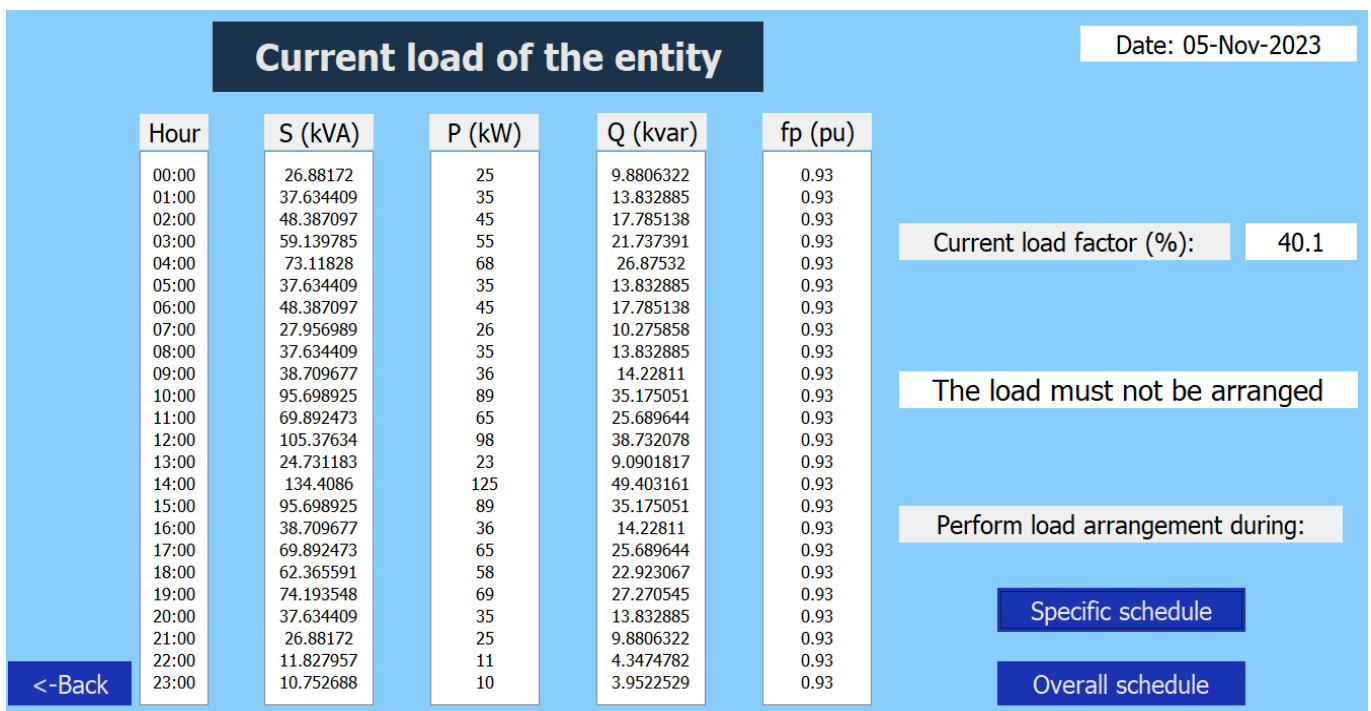 Current load of the entity
Date: 05-Nov-2023
Hour S (kVA) P (kW) Q (kvar) fp (pu)
00:00 26.88172 25 9.8806322 0.93
01:00 37.634409 35 13.832885 0.93
02:00 48.387097 45 17.785138 0.93
03:00 59.139785 55 21.737391 0.93
04:00 73.11828 68 26.87532 0.93
05:00 37.634409 35 13.832885 0.93
06:00 48.387097 45 17.785138 0.93
07:00 27.956989 26 10.275858 0.93
08:00 37.634409 35 13.832885 0.93
09:00 38.709677 36 14.22811 0.93
10:00 95.698925 89 35.175051 0.93
11:00 69.892473 65 25.689644 0.93
12:00 105.37634 98 38.732078 0.93
13:00 24.731183 23 9.0901817 0.93
14:00 134.4086 125 49.403161 0.93
15:00 95.698925 89 35.175051 0.93
16:00 38.709677 36 14.22811 0.93
17:00 69.892473 65 25.689644 0.93
18:00 62.365591 58 22.923067 0.93
19:00 74.193548 69 27.270545 0.93
20:00 37.634409 35 13.832885 0.93
21:00 26.88172 25 9.8806322 0.93
22:00 11.827957 11 4.3474782 0.93
23:00 10.752688 10 3.9522529 0.93
Current load factor (%): 40.1
The load must not be arranged
Perform load arrangement during:
Specific schedule
Overall schedule
<-Back